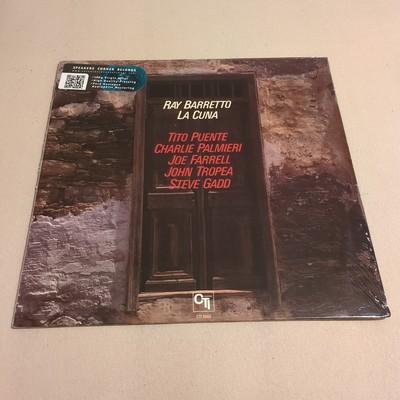 SPEAKERS CORNER RECORDS
RAY BARRETTO
LA CUNA
TITO PUENTE
CHARLIE PALMIERI
JOE FARRELL
JOHN TROPEA
STEVE GADD
CTI